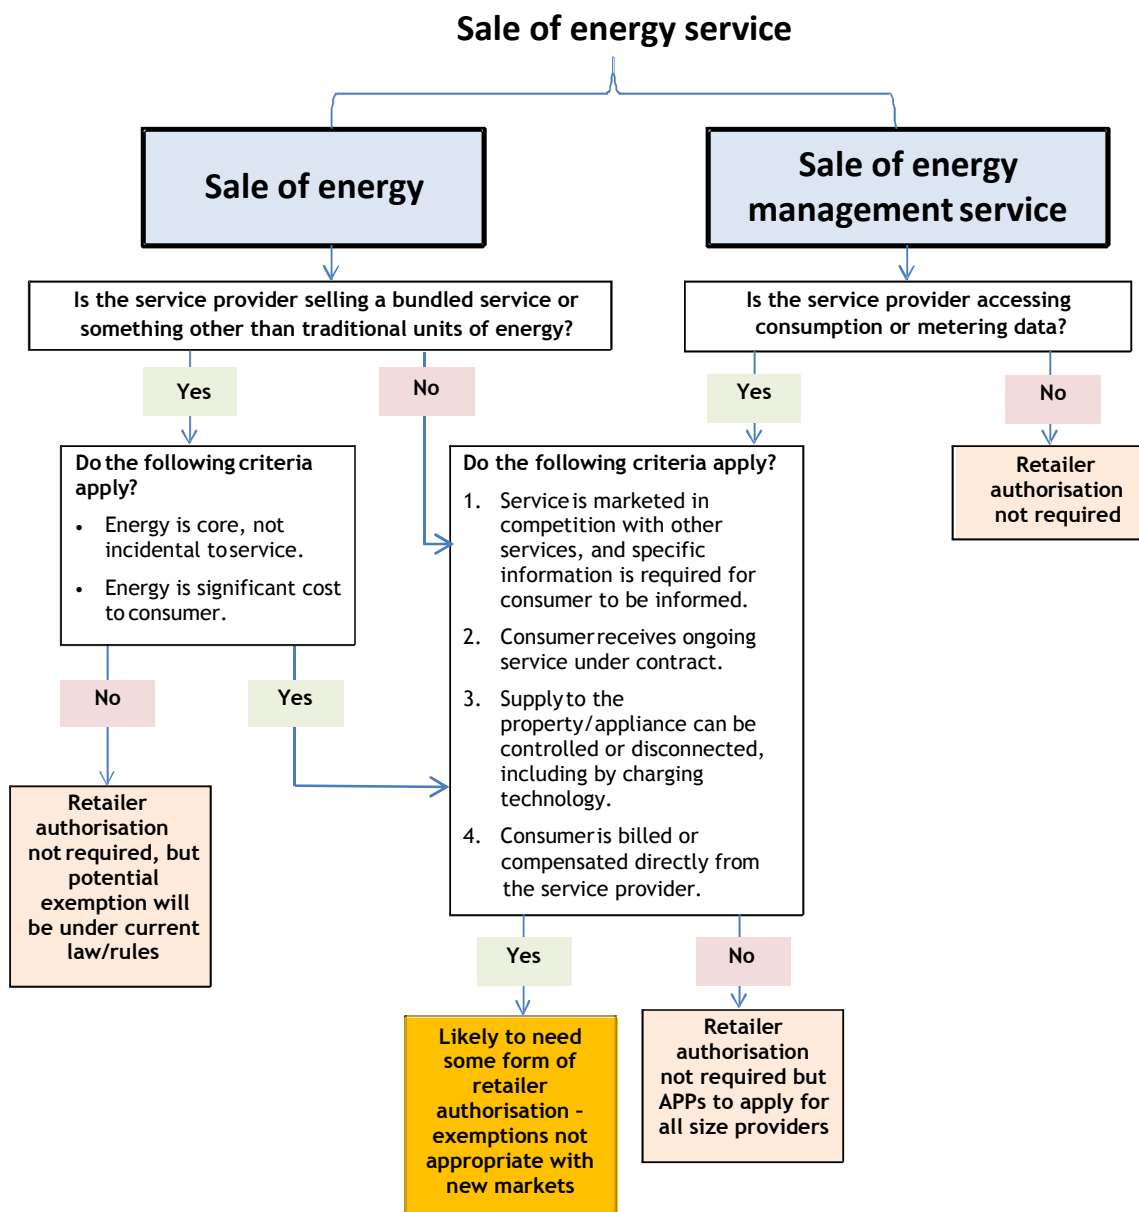 Sale of energy service
Sale of energy
Sale of energy
management service
Is the service provider selling a bundled service or
something other than traditional units of energy?
Is the service provider accessing
consumption or metering data?
Yes
No
Yes
No
Do the following criteria
apply?
• Energy is core, not
incidental to service.
• Energy is significant cost
to consumer.
Do the following criteria apply?
1. Service is marketed in
competition with other
services, and specific
information is required for
consumer to be informed.
2. Consumer receives ongoing
service under contract.
3. Supply to the
property/appliance can be
controlled or disconnected,
including by charging
technology.
4. Consumer is billed or
compensated directly from
the service provider.
Retailer
authorisation
not required
No
Yes
Retailer
authorisation
not required, but
potential
exemption will
be under current
law/rules
Yes
No
Likely to need
some form of
retailer
authorisation –
exemptions not
appropriate with
new markets
Retailer
authorisation
not required but
APPs to apply for
all size providers